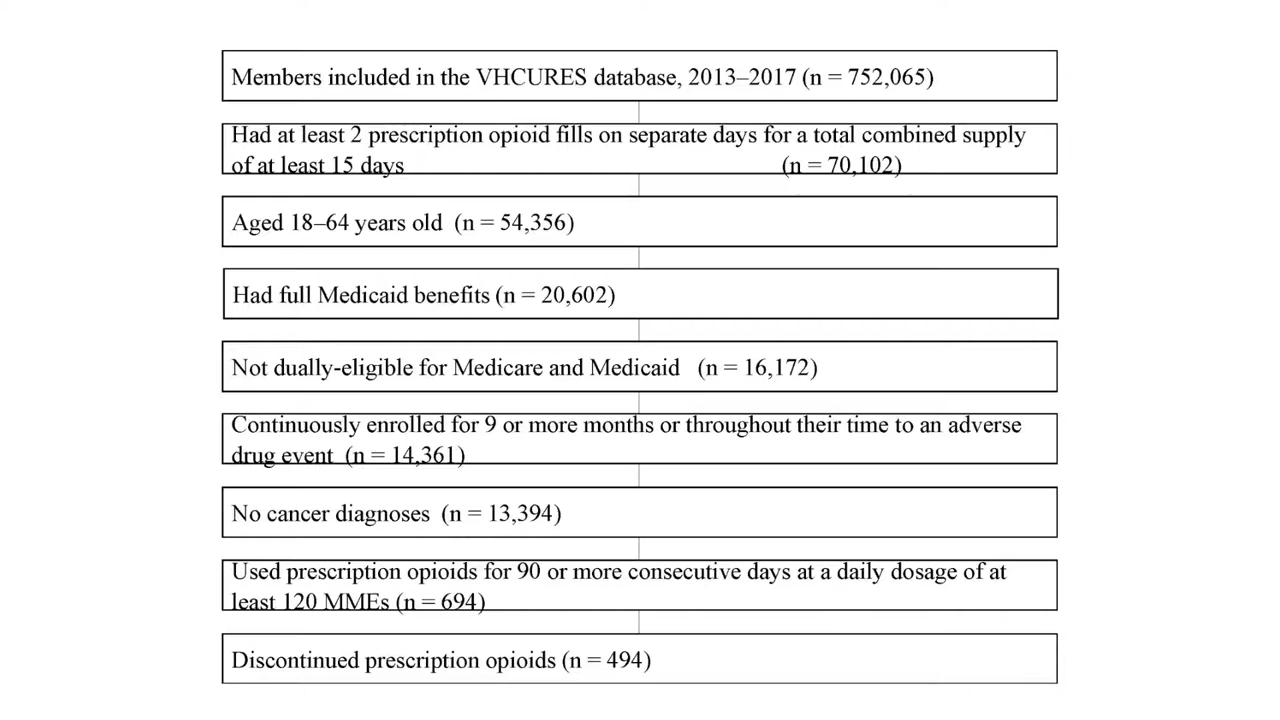 Members included in the VHCURES database, 2013–2017 (n = 752,065)
Had at least 2 prescription opioid fills on separate days for a total combined supply
of at least 15 days (n = 70,102)
Aged 18–64 years old (n = 54,356)
Had full Medicaid benefits (n = 20,602)
Not dually-eligible for Medicare and Medicaid (n = 16,172)
Continuously enrolled for 9 or more months or throughout their time to an adverse
drug event (n = 14,361)
No cancer diagnoses (n = 13,394)
Used prescription opioids for 90 or more consecutive days at a daily dosage of at
least 120 MMEs (n = 694)
Discontinued prescription opioids (n = 494)